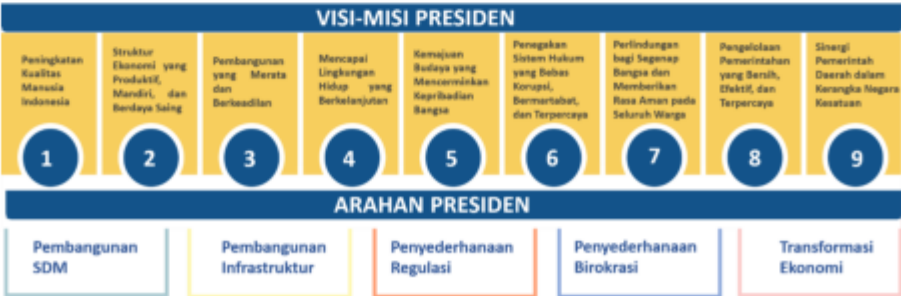 VISI-MISI PRESIDEN
Peningkatan
Kualitas
Manusia
Indonesia
1
Struktur
Ekonomi yang
Produktif,
Mandiri, dan
Berdaya Saing
2
Pembangunan
yang Merata
dan
Berkeadilan
3
Mencapai
Lingkungan
Hidup yang
Berkelanjutan
4
Kemajuan
Budaya yang
Mencerminkan
Kepribadian
Bangsa
5
Penegakan
Sistem Hukum
yang Bebas
Korupsi,
Bermartabat,
dan Terpercaya
6
Perlindungan
bagi Segenap
Bangsa dan
Memberikan
Rasa Aman pada
Seluruh Warga
7
Pengelolaan
Pemerintahan
yang Bersih,
Efektif, dan
Terpercaya
8
Sinergi
Pemerintah
Daerah dalam
Kerangka Negara
Kesatuan
9
ARAHAN PRESIDEN
Pembangunan
SDM
Pembangunan
Infrastruktur
Penyederhanaan
Regulasi
Penyederhanaan
Birokrasi
Transformasi
Ekonomi